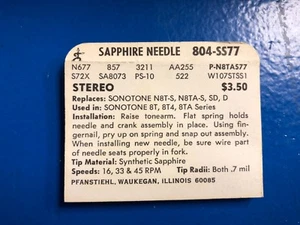 SAPPHIRE NEEDLE 804-SS77
N677 857 3211 AA255 P-N8TAS77
S72X SA8073 PS-10 522 W107STSS1
STEREO $3.50
Replaces: SONOTONE N8T-S, N8TA-S, SD, D
Used in: SONOTONE 8T, 8T4, 8TA Series
Installation: Raise tonearm. Flat spring holds
needle and crank assembly in place. Using fin-
gernail, pry up on spring and snap out assembly.
When installing new needle, be sure wire part of
needle seats properly in fork.
Tip Material: Synthetic Sapphire
Speeds: 16, 33 & 45 RPM Tip Radii: Both .7 mil
PFANSTIEHL, WAUKEGAN, ILLINOIS 60085